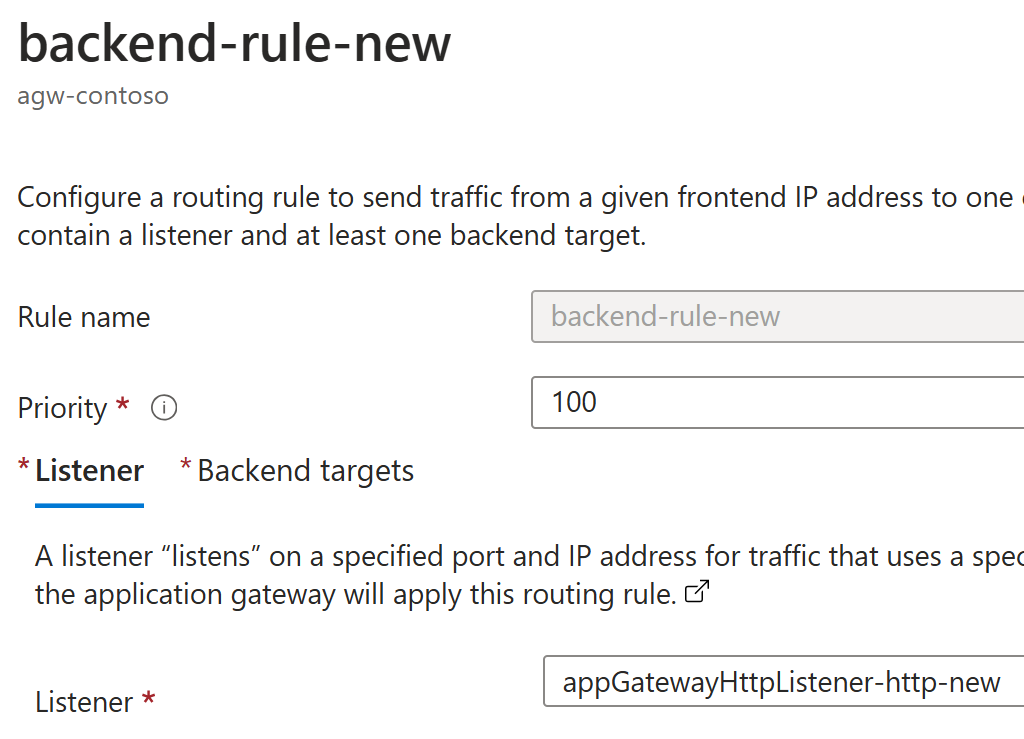 backend-rule-new
agw-contoso
Configure a routing rule to send traffic from a given frontend IP address to one
contain a listener and at least one backend target.
Rule name
backend-rule-new
Priority *
100
* Listener * Backend targets
A listener “listens” on a specified port and IP address for traffic that uses a
the application gateway will apply this routing rule.
Listener *
appGatewayHttpListener-http-new